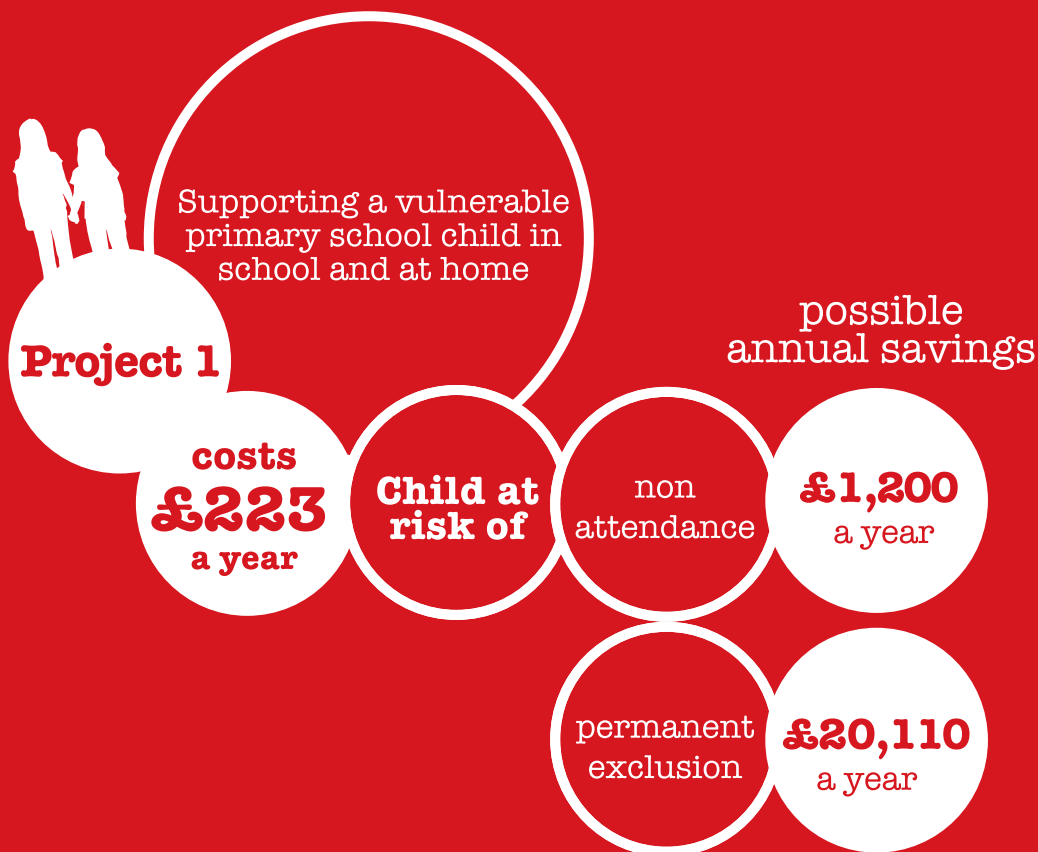 Supporting a vulnerable
primary school child in
school and at home
Project 1
possible
annual savings
costs
£223
a year
Child at
risk of
non
attendance
£1,200
a year
permanent
exclusion
£20,110
a year